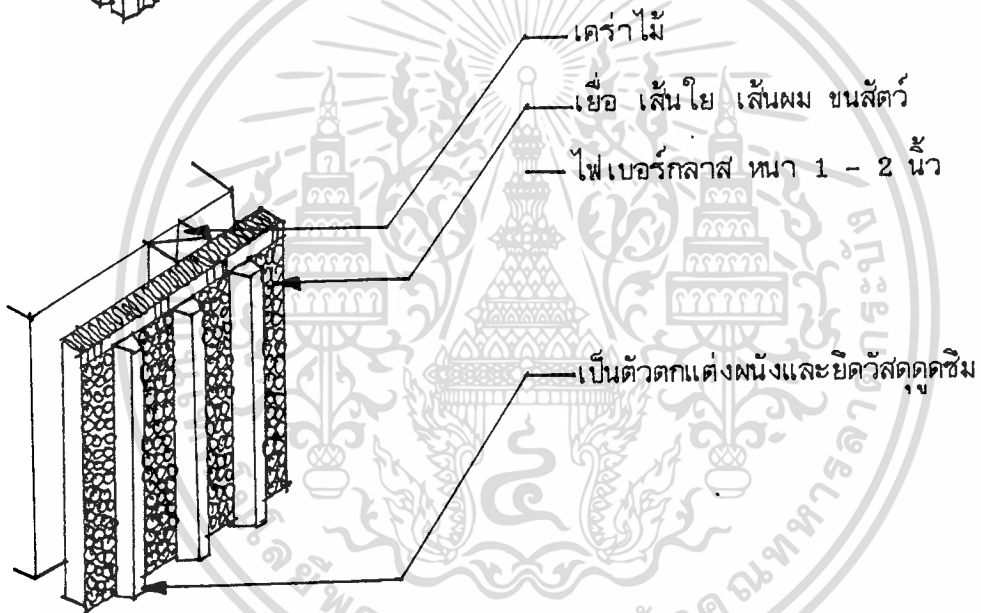 เคร่าไม้
เยื่อ เส้นใย เส้นผม ขนสัตว์
ไฟเบอร์กลาส หนา 1 - 2 นิ้ว
เป็นตัวตกแต่งผนังและยึดวัสดุดูดซึม